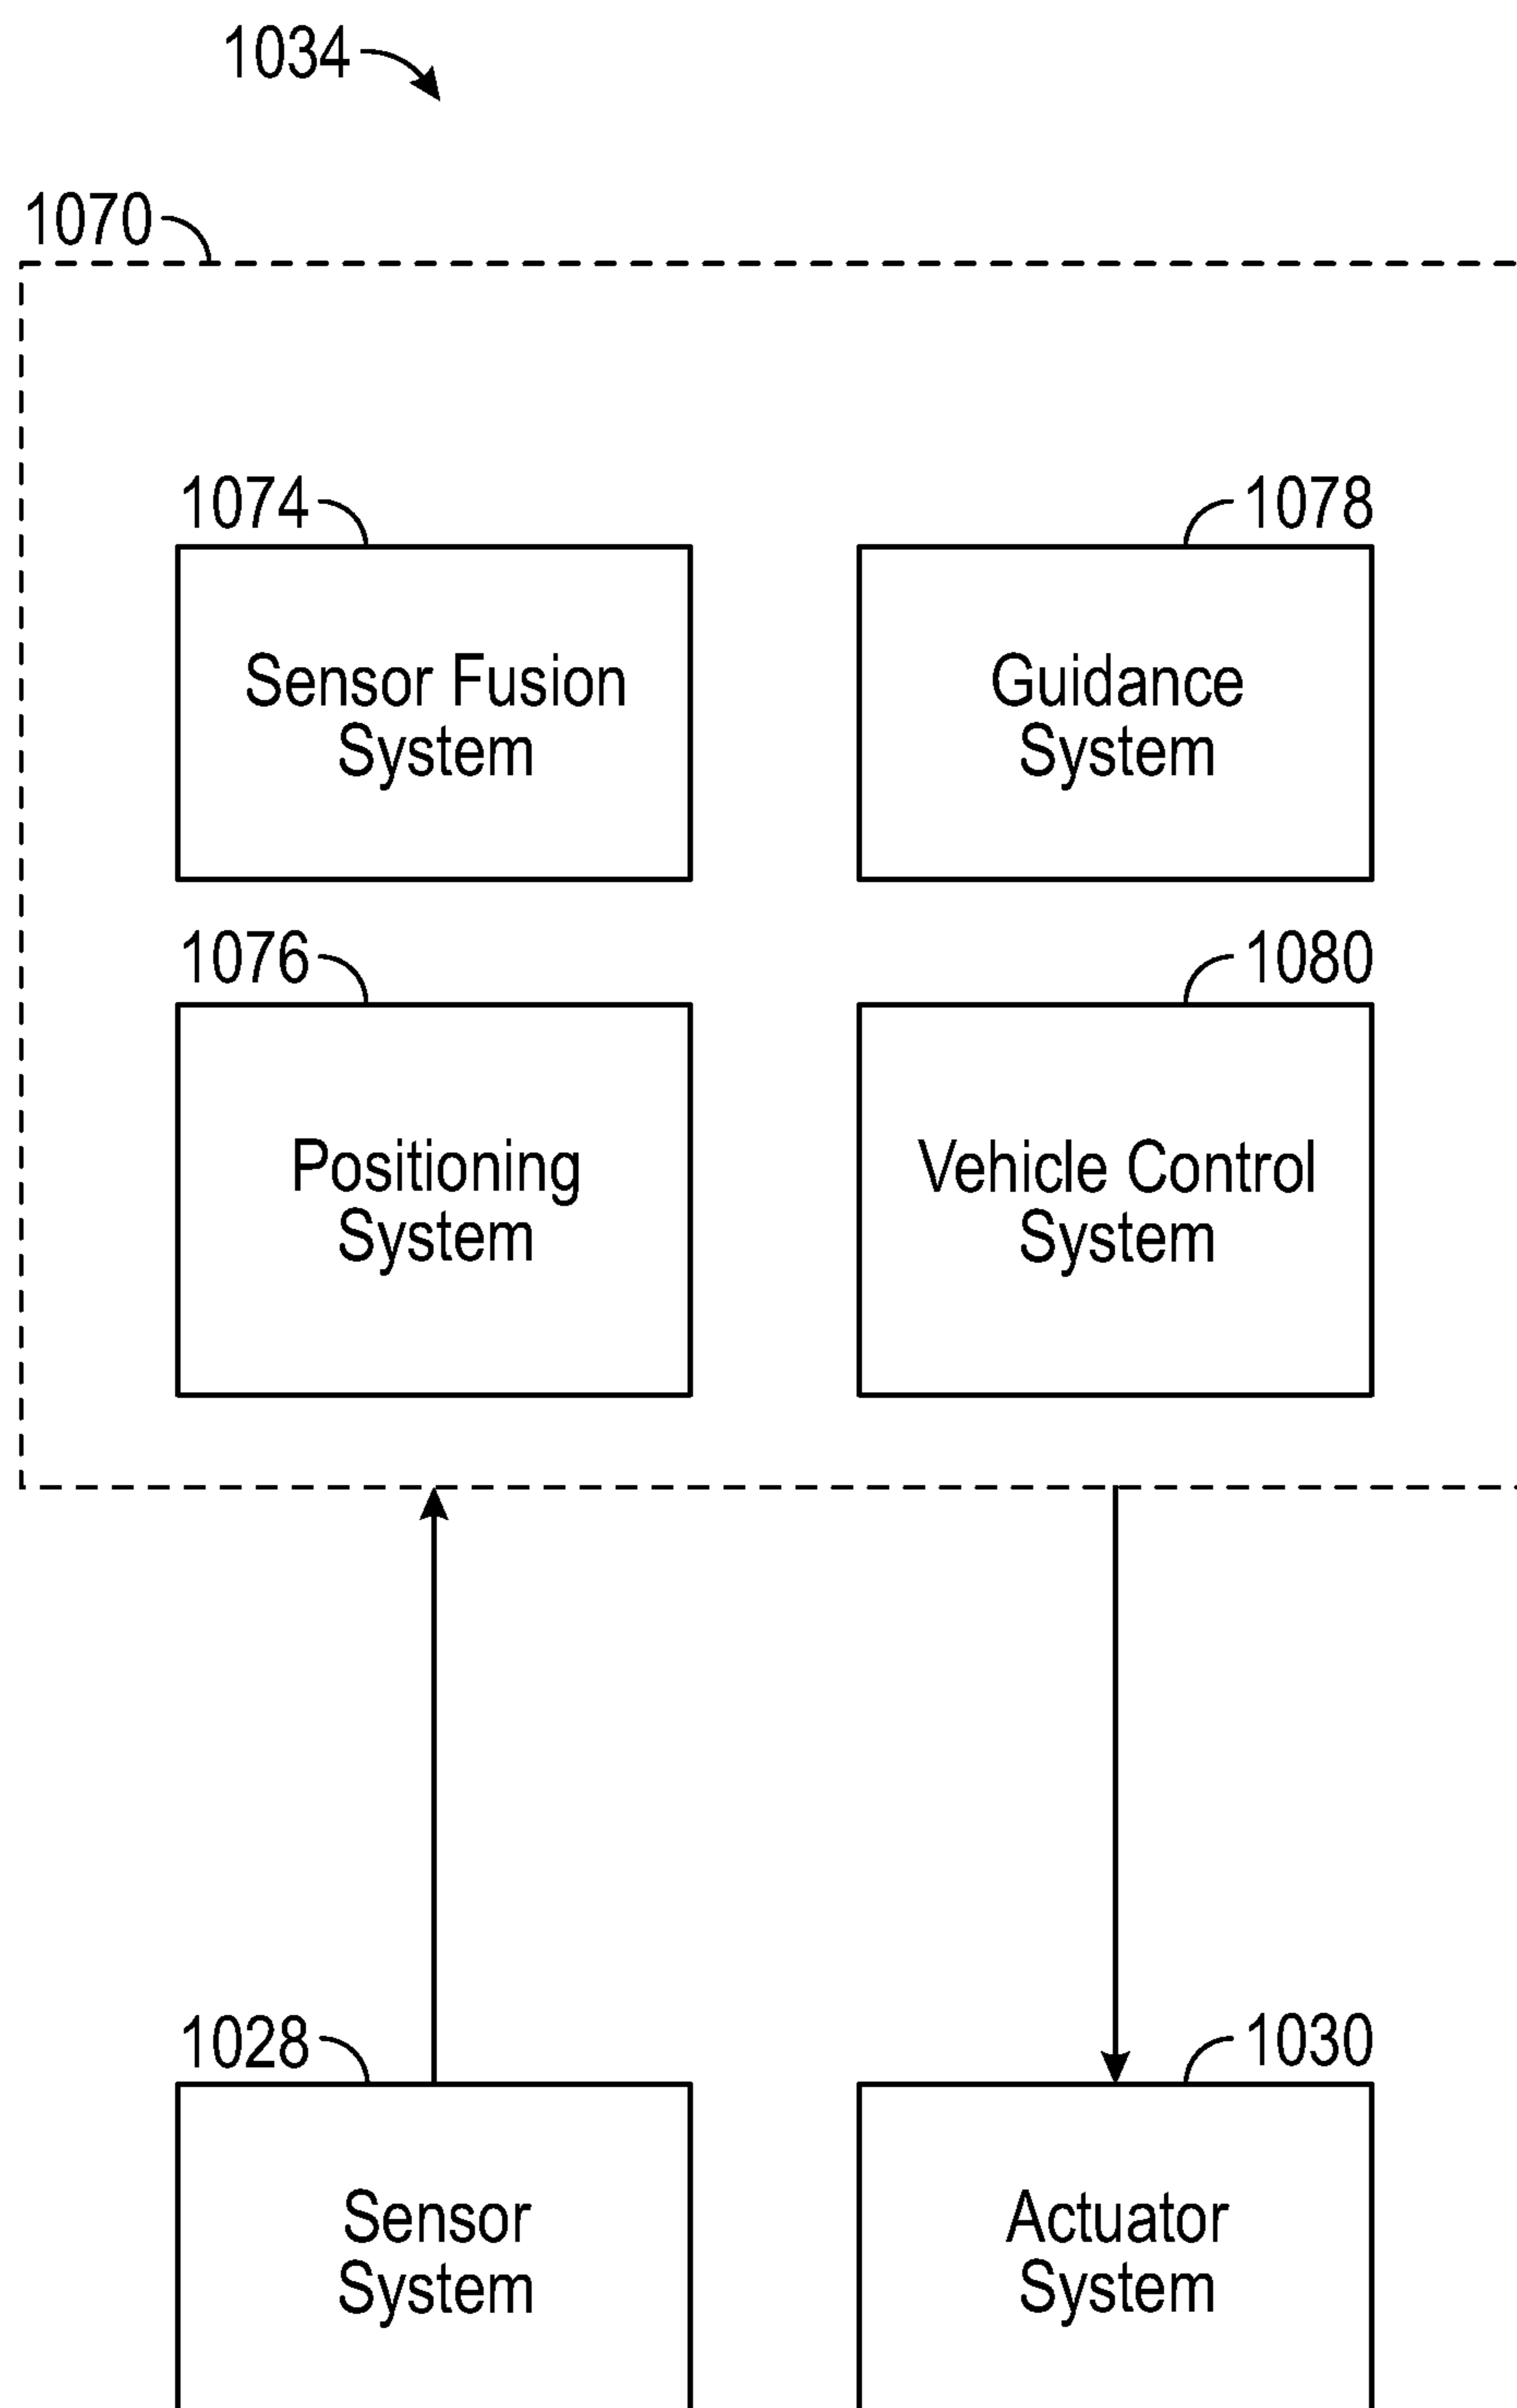 1034
1070
1074
1078
Sensor Fusion
System
Guidance
System
1076
1080
Positioning
System
Vehicle Control
System
1028
1030
Sensor
System
Actuator
System